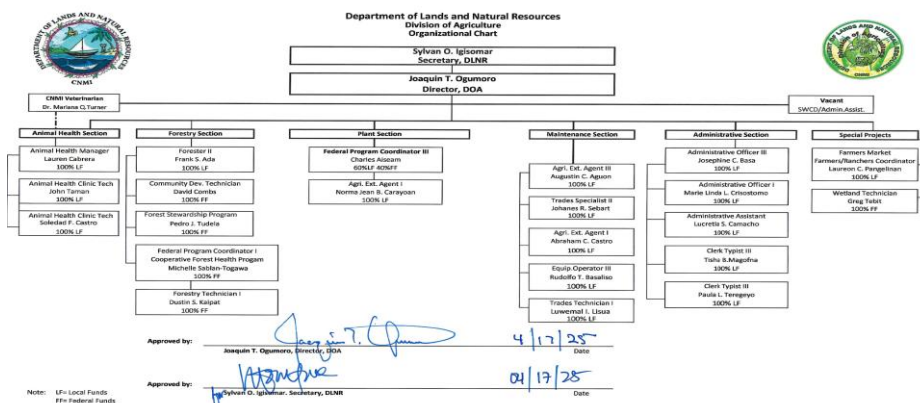 Department of Lands and Natural Resources
Division of Agriculture
Organizational Chart
DEPARTMENT OF LANDS AND NATURAL RESOURCES
CNMI
Sylvan O. Igisomar
Secretary, DLNR
Joaquin T. Ogumoro
Director, DOA
CNMI Veterinarian
Dr. Mariana Q.Turner
Vacant
SWCD/Admin.Assist.
Animal Health Section
Animal Health Manager
Lauren Cabrera
100% LF
Animal Health Clinic Tech
John Taman
100% LF
Animal Health Clinic Tech
Soledad F. Castro
100% LF
Forestry Section
Forester II
Frank S. Ada
100% LF
Community Dev. Technician
David Combs
100% FF
Forest Stewardship Program
Pedro J. Tudela
100% FF
Federal Program Coordinator I
Cooperative Forest Health Progam
Michelle Sablan-Togawa
100% FF
Forestry Technician I
Dustin S. Kalpat
100% FF
Plant Section
Federal Program Coordinator III
Charles Aiseam
60%LF 40%FF
Agri. Ext. Agent I
Norma Jean B. Carayoan
100% LF
Maintenance Section
Agri. Ext. Agent III
Augustin C. Aguon
100% LF
Trades Specialist II
Johanes R. Sebart
100% LF
Agri. Ext. Agent I
Abraham C. Castro
100% LF
Equip.Operator III
Rudolfo T. Basaliso
100% LF
Trades Technician I
Luwemal I. Lisua
100% LF
Administrative Section
Administrative Officer III
Josephine C. Basa
100% LF
Administrative Officer I
Marie Linda L. Crisostomo
100% LF
Administrative Assistant
Lucretia S. Camacho
100% LF
Clerk Typist III
Tisha B.Magofna
100% LF
Clerk Typist III
Paula L. Teregeyo
100% LF
Special Projects
Farmers Market
Farmers/Ranchers Coordinator
Laureon C. Pangelinan
100% LF
Wetland Technician
Greg Tebit
100% FF
Approved by:
4/17/25
Joaquin T. Ogumoro, Director, DOA
Date
Approved by:
04/17/25
Sylvan O. Igisomar. Secretary, DLNR
Date
Note: LF= Local Funds
FF= Federal Funds